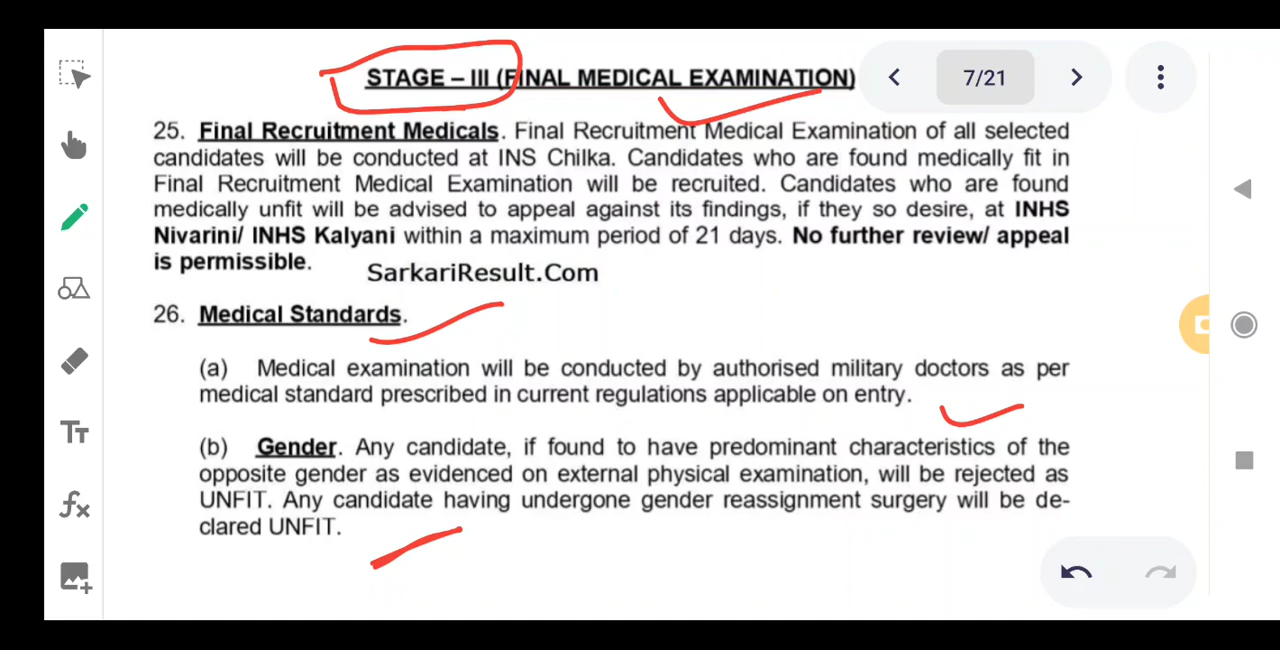 STAGE – III (FINAL MEDICAL EXAMINATION)
7/21
25. Final Recruitment Medicals. Final Recruitment Medical Examination of all selected
candidates will be conducted at INS Chilka. Candidates who are found medically fit in
Final Recruitment Medical Examination will be recruited. Candidates who are found
medically unfit will be advised to appeal against its findings, if they so desire, at INHS
Nivarini/ INHS Kalyani within a maximum period of 21 days. No further review/ appeal
is permissible.
SarkariResult.Com
26. Medical Standards.
(a) Medical examination will be conducted by authorised military doctors as per
medical standard prescribed in current regulations applicable on entry.
(b) Gender. Any candidate, if found to have predominant characteristics of the
opposite gender as evidenced on external physical examination, will be rejected as
UNFIT. Any candidate having undergone gender reassignment surgery will be de-
clared UNFIT.
TT
fx